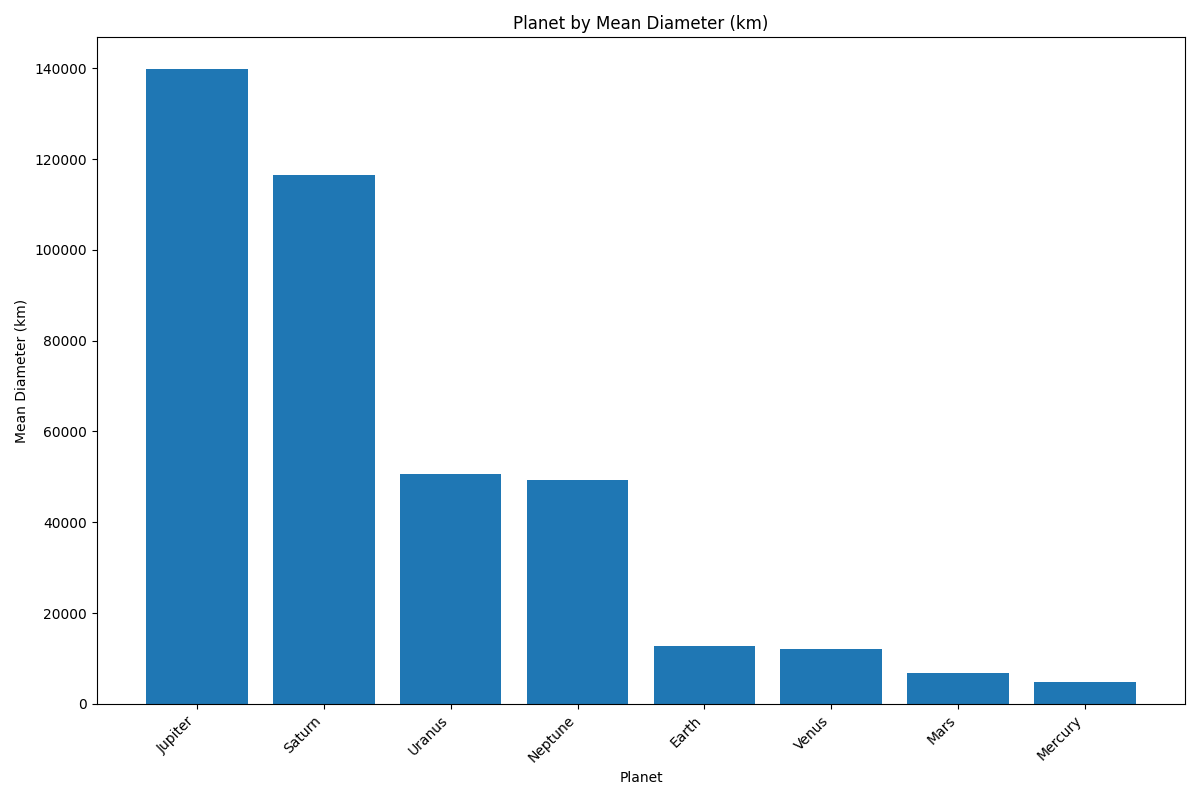 Planet by Mean Diameter (km)
Mean Diameter (km)
140000
120000
100000
80000
60000
40000
20000
0
Jupiter
Saturn
Uranus
Neptune
Earth
Venus
Mars
Mercury
Planet